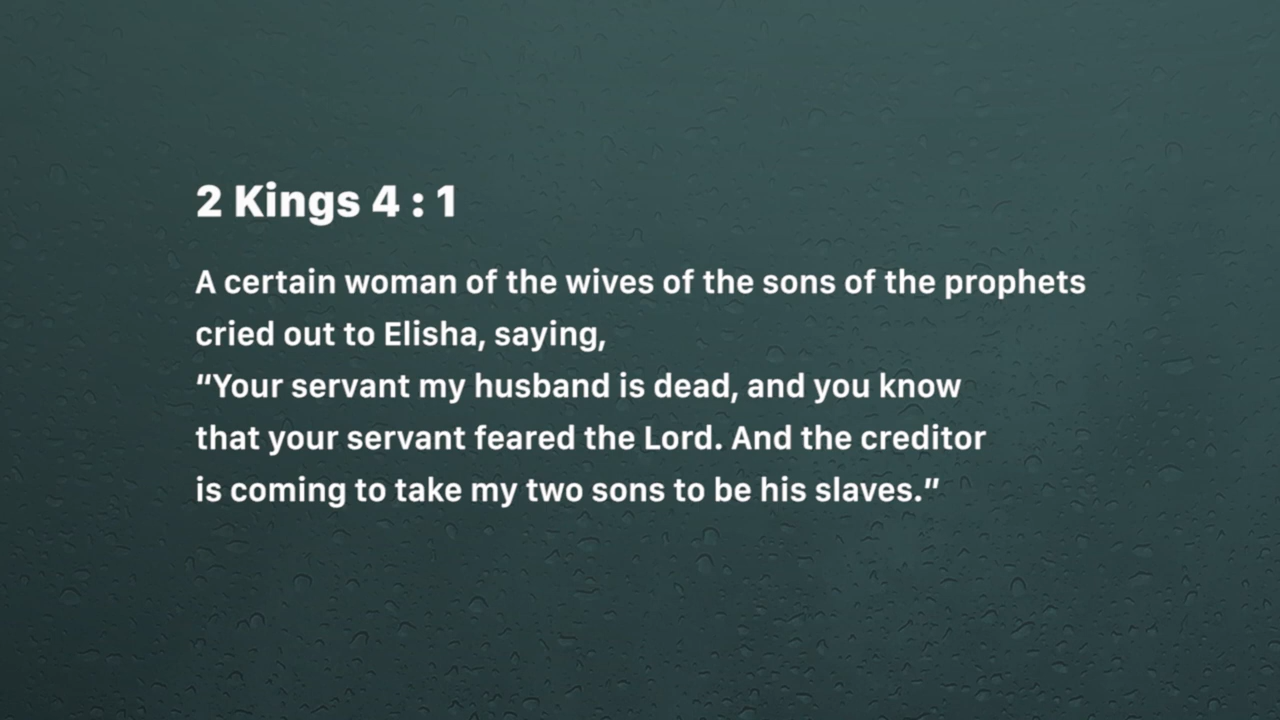 2 Kings 4 : 1
A certain woman of the wives of the sons of the prophets
cried out to Elisha, saying,
“Your servant my husband is dead, and you know
that your servant feared the Lord. And the creditor
is coming to take my two sons to be his slaves.”